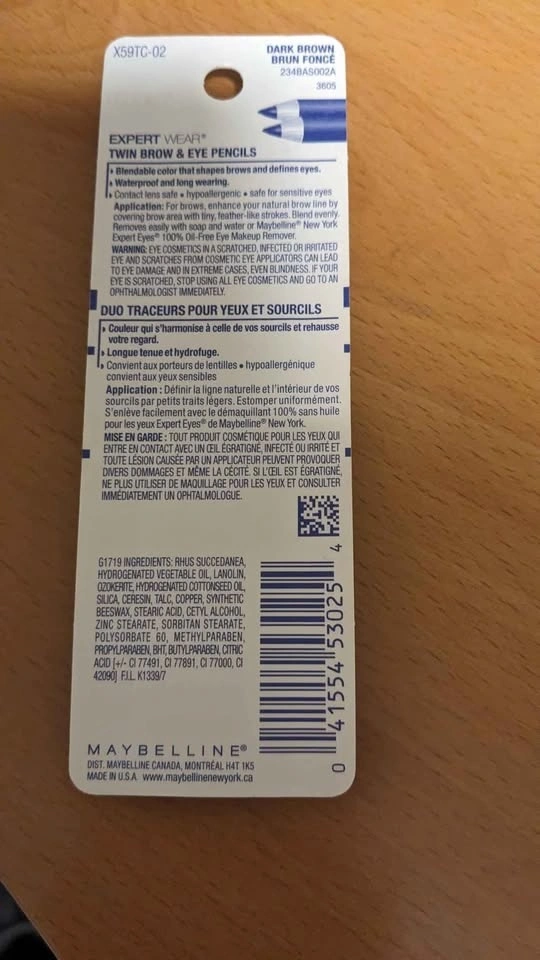 X59TC-02
DARK BROWN
BRUN FONCÉ
234BAS002A
3605
EXPERT WEAR®
TWIN BROW & EYE PENCILS
Blendable color that shapes brows and defines eyes.
Waterproof and long wearing.
Contact lens safe • hypoallergenic • safe for sensitive eyes
Application: For brows, enhance your natural brow line by
covering brow area with tiny, feather-like strokes. Blend evenly.
Removes easily with soap and water or Maybelline® New York
Expert Eyes® 100% Oil-Free Eye Makeup Remover.
WARNING: EYE COSMETICS IN A SCRATCHED, INFECTED OR IRRITATED
EYE AND SCRATCHES FROM COSMETIC EYE APPLICATORS CAN LEAD
TO EYE DAMAGE AND IN EXTREME CASES, EVEN BLINDNESS. IF YOUR
EYE IS SCRATCHED, STOP USING ALL EYE COSMETICS AND GO TO AN
OPHTHALMOLOGIST IMMEDIATELY.
DUO TRACEURS POUR YEUX ET SOURCILS
Couleur qui s'harmonise à celle de vos sourcils et rehausse
votre regard.
Longue tenue et hydrofuge.
Convient aux porteurs de lentilles • hypoallergénique
convient aux yeux sensibles
Application : Définir la ligne naturelle et l'intérieur de vos
sourcils par petits traits légers. Estomper uniformément.
S'enlève facilement avec le démaquillant 100% sans huile
pour les yeux Expert Eyes® de Maybelline® New York.
MISE EN GARDE : TOUT PRODUIT COSMÉTIQUE POUR LES YEUX QUI
ENTRE EN CONTACT AVEC UN ŒIL ÉGRATIGNÉ, INFECTÉ OU IRRITÉ ET
TOUTE LÉSION CAUSÉE PAR UN APPLICATEUR PEUVENT PROVOQUER
DIVERS DOMMAGES ET MÊME LA CÉCITÉ. SI L'ŒIL EST ÉGRATIGNÉ,
NE PLUS UTILISER DE MAQUILLAGE POUR LES YEUX ET CONSULTER
IMMÉDIATEMENT UN OPHTALMOLOGUE.
G1719 INGREDIENTS: RHUS SUCCEDANEA,
HYDROGENATED VEGETABLE OIL, LANOLIN,
OZOKERITE, HYDROGENATED COTTONSEED OIL,
SILICA, CERESIN, TALC, COPPER, SYNTHETIC
BEESWAX, STEARIC ACID, CETYL ALCOHOL,
ZINC STEARATE, SORBITAN STEARATE,
POLYSORBATE 60, METHYLPARABEN,
PROPYLPARABEN, BHT, BUTYLPARABEN, CITRIC
ACID [+/- CI 77491, CI 77891, CI 77000, CI
42090] F.I.L. K1339/7
0 41554 53025 4
MAYBELLINE®
DIST. MAYBELLINE CANADA, MONTRÉAL H4T 1K5
MADE IN U.S.A. www.maybellinenewyork.ca